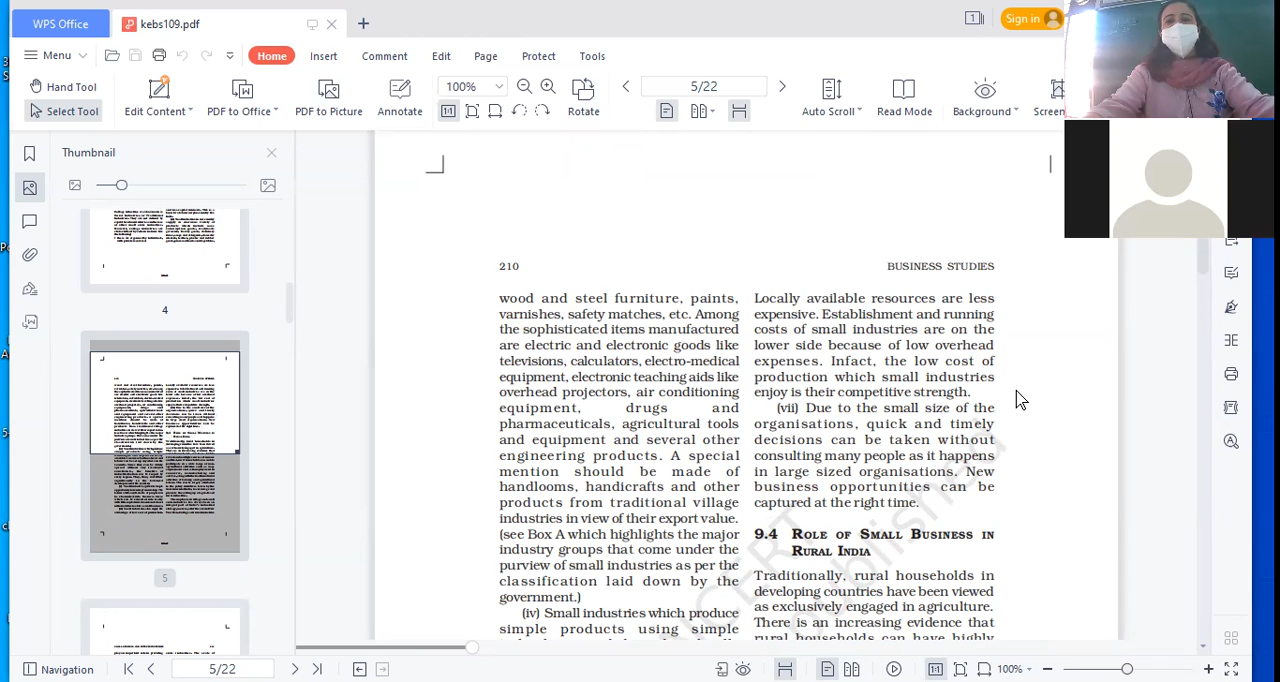 WPS Office
kebs109.pdf
Sign in
Menu
Home
Insert
Comment
Edit
Page
Protect
Tools
Hand Tool
Select Tool
Edit Content
PDF to Office
PDF to Picture
Annotate
100%
Rotate
5/22
Auto Scroll
Read Mode
Background
Screen
Thumbnail
4
5
210
BUSINESS STUDIES
wood and steel furniture, paints,
varnishes, safety matches, etc. Among
the sophisticated items manufactured
are electric and electronic goods like
televisions, calculators, electro-medical
equipment, electronic teaching aids like
overhead projectors, air conditioning
equipment, drugs and
pharmaceuticals, agricultural tools
and equipment and several other
engineering products. A special
mention should be made of
handlooms, handicrafts and other
products from traditional village
industries in view of their export value.
(see Box A which highlights the major
industry groups that come under the
purview of small industries as per the
classification laid down by the
government.)
(iv) Small industries which produce
simple products using simple
Locally available resources are less
expensive. Establishment and running
costs of small industries are on the
lower side because of low overhead
expenses. Infact, the low cost of
production which small industries
enjoy is their competitive strength.
(vii) Due to the small size of the
organisations, quick and timely
decisions can be taken without
consulting many people as it happens
in large sized organisations. New
business opportunities can be
captured at the right time.
9.4 ROLE OF SMALL BUSINESS IN
RURAL INDIA
Traditionally, rural households in
developing countries have been viewed
as exclusively engaged in agriculture.
There is an increasing evidence that
rural households can have highly
Navigation
5/22
100%